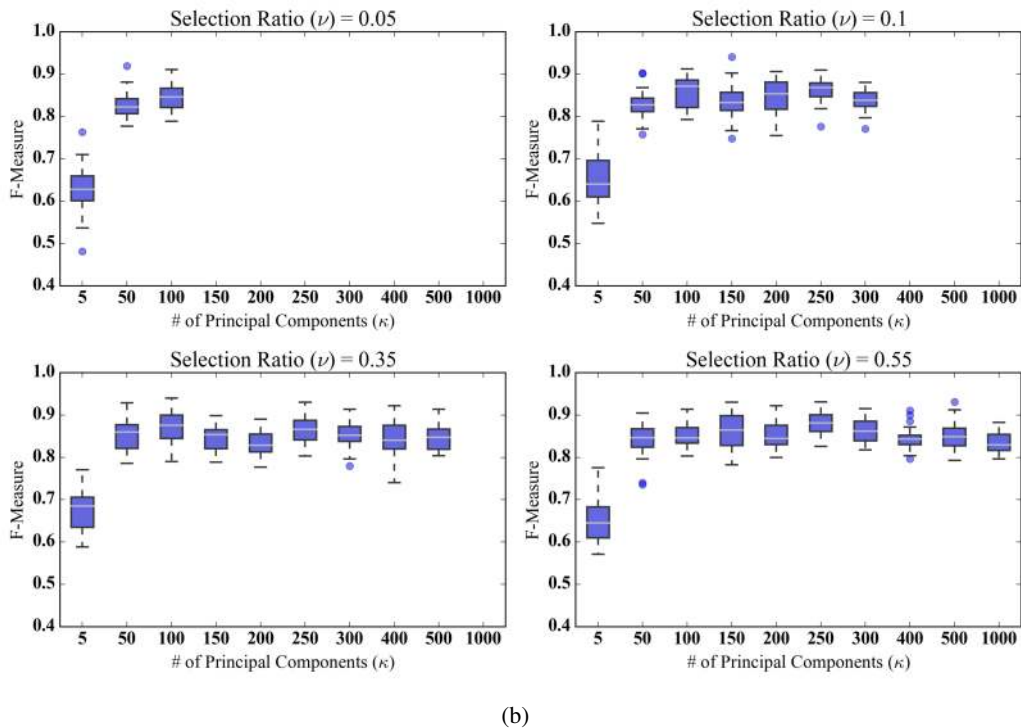 Selection Ratio (ν) = 0.05
F-Measure
1.0
0.9
0.8
0.7
0.6
0.5
0.4
5 50 100 150 200 250 300 400 500 1000
# of Principal Components (κ)
Selection Ratio (ν) = 0.1
F-Measure
1.0
0.9
0.8
0.7
0.6
0.5
0.4
5 50 100 150 200 250 300 400 500 1000
# of Principal Components (κ)
Selection Ratio (ν) = 0.35
F-Measure
1.0
0.9
0.8
0.7
0.6
0.5
0.4
5 50 100 150 200 250 300 400 500 1000
# of Principal Components (κ)
Selection Ratio (ν) = 0.55
F-Measure
1.0
0.9
0.8
0.7
0.6
0.5
0.4
5 50 100 150 200 250 300 400 500 1000
# of Principal Components (κ)
(b)